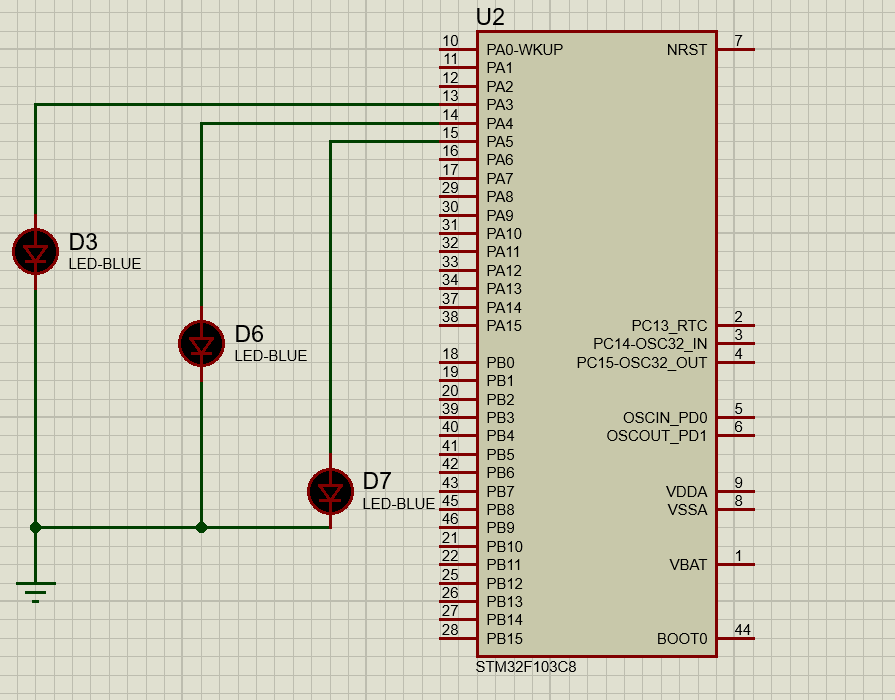 U2
10 PA0-WKUP NRST 7
11 PA1
12 PA2
13 PA3
14 PA4
15 PA5
16 PA6
17 PA7
29 PA8
30 PA9
31 PA10
32 PA11
33 PA12
34 PA13
37 PA14
38 PA15 PC13_RTC 2
PC14-OSC32_IN 3
18 PB0 PC15-OSC32_OUT 4
19 PB1
20 PB2
39 PB3 OSCIN_PD0 5
40 PB4 OSCOUT_PD1 6
41 PB5
42 PB6
43 PB7 VDDA 9
45 PB8 VSSA 8
46 PB9
21 PB10
22 PB11 VBAT 1
25 PB12
26 PB13
27 PB14
28 PB15 BOOT0 44
STM32F103C8
D3
LED-BLUE
D6
LED-BLUE
D7
LED-BLUE